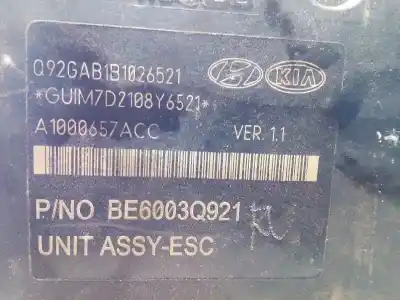 Q92GAB1B1026521
KIA
*GUIM7D2108Y6521*
A1000657ACC VER. 1.1
P/NO BE6003Q921
UNIT ASSY-ESC